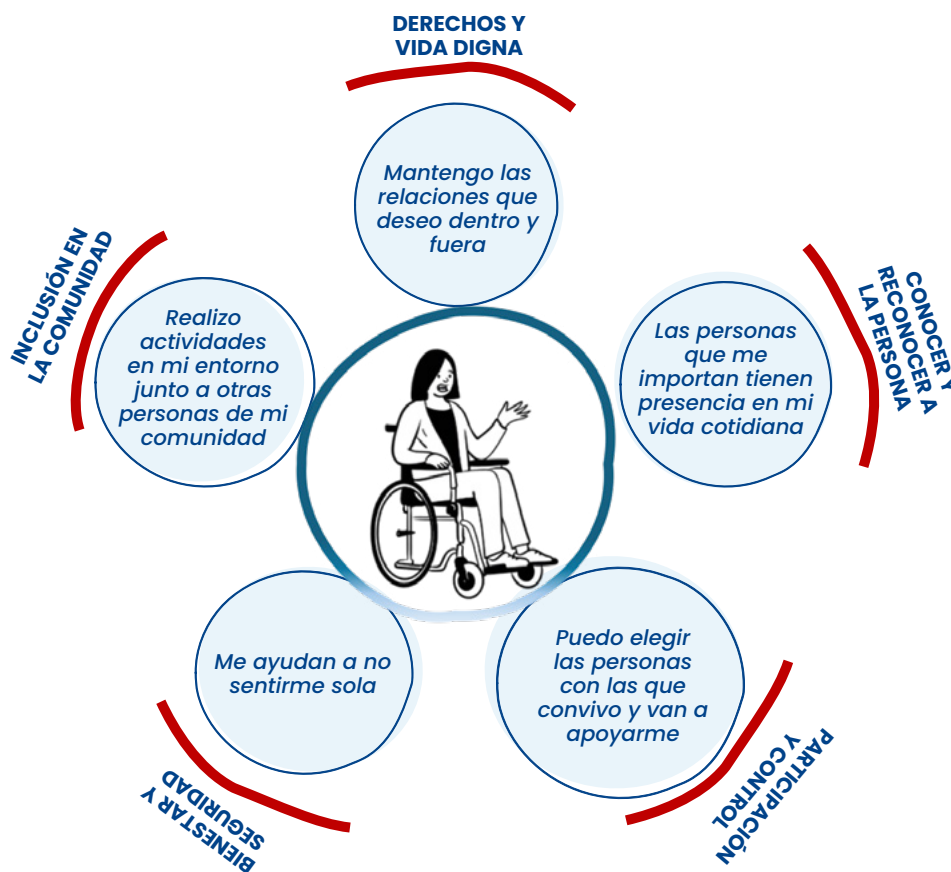 DERECHOS Y
VIDA DIGNA
Mantengo las
relaciones que
deseo dentro y
fuera
CONOCER Y
RECONOCER A
LA PERSONA
Las personas
que me
importan tienen
presencia en mi
vida cotidiana
PARTICIPACIÓN
Y CONTROL
Puedo elegir
las personas
con las que
convivo y van a
apoyarme
BIENESTAR Y
SEGURIDAD
Me ayudan a no
sentirme sola
INCLUSIÓN EN
LA COMUNIDAD
Realizo
actividades
en mi entorno
junto a otras
personas de mi
comunidad